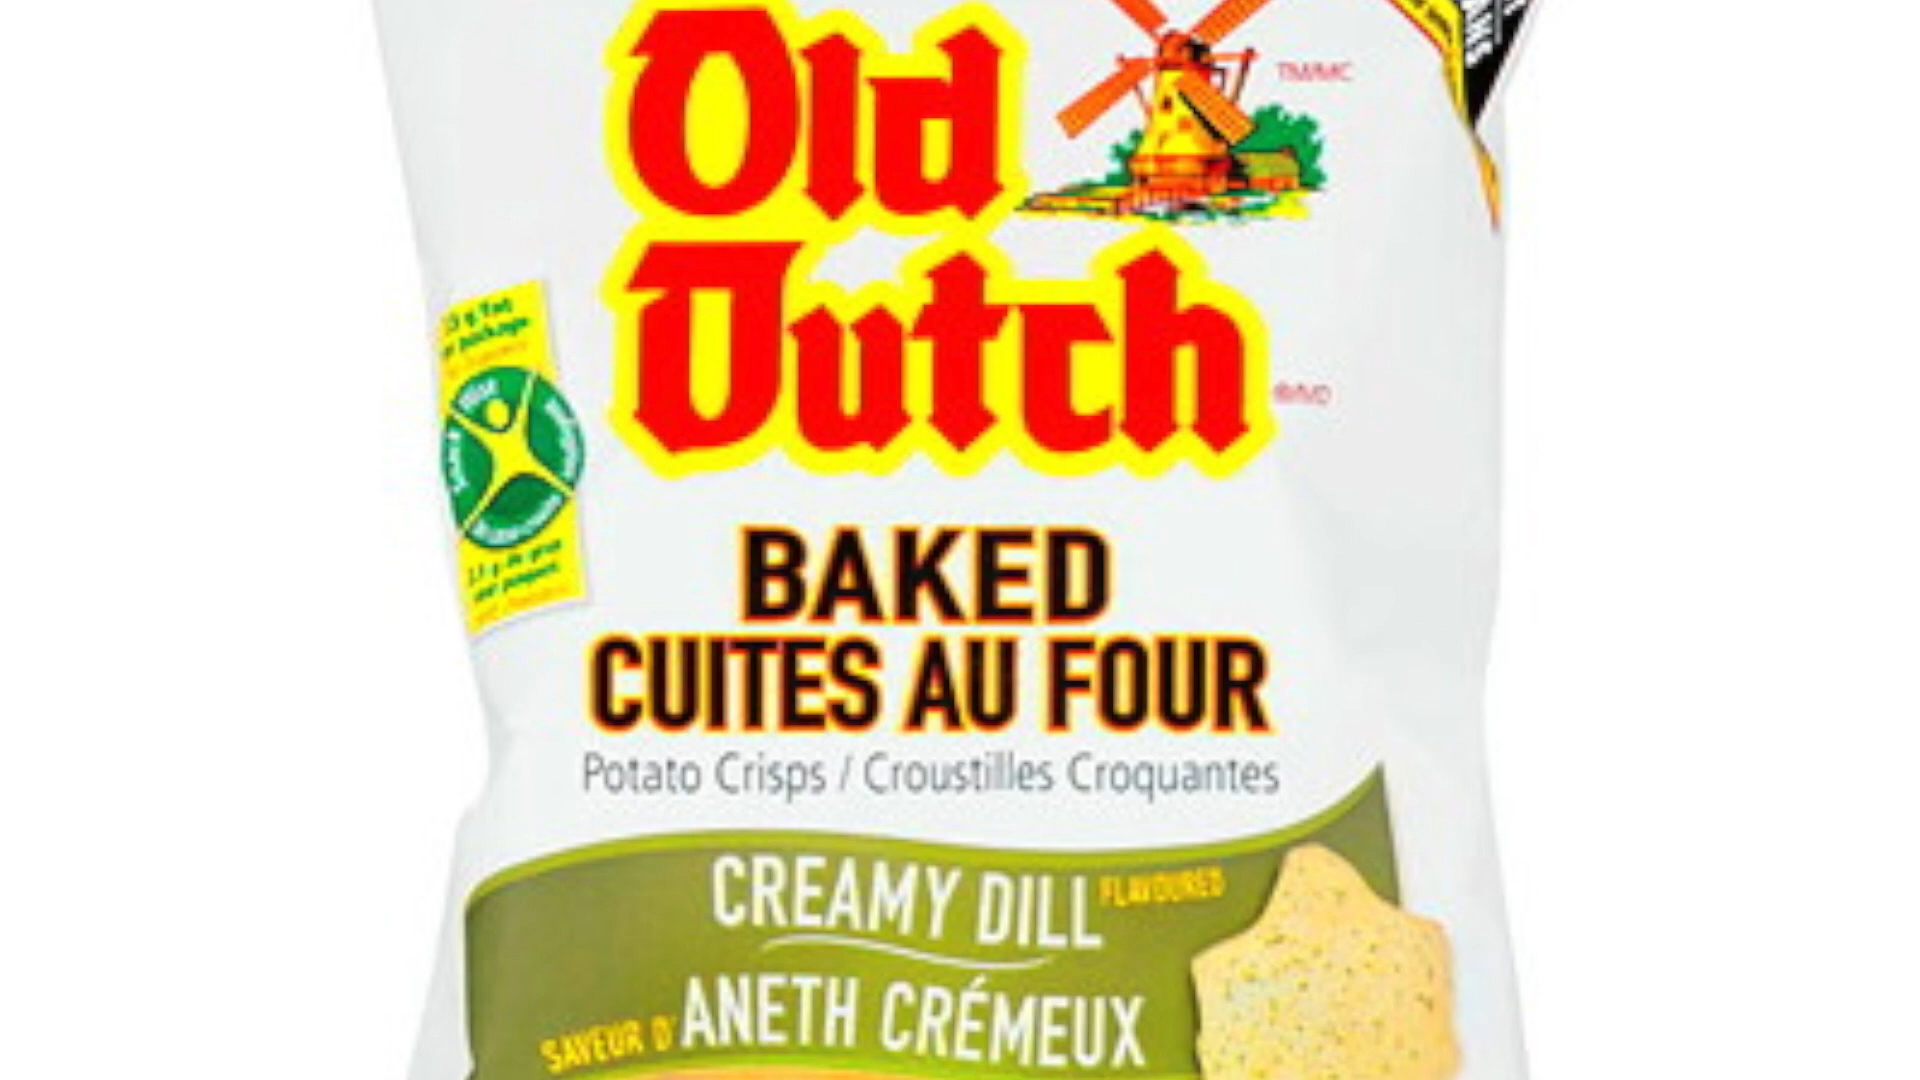 Old
TM/MC
Dutch
®/MD
BAKED
CUITES AU FOUR
Potato Crisps / Croustilles Croquantes
CREAMY DILL FLAVOURED
SAVEUR D'ANETH CRÉMEUX